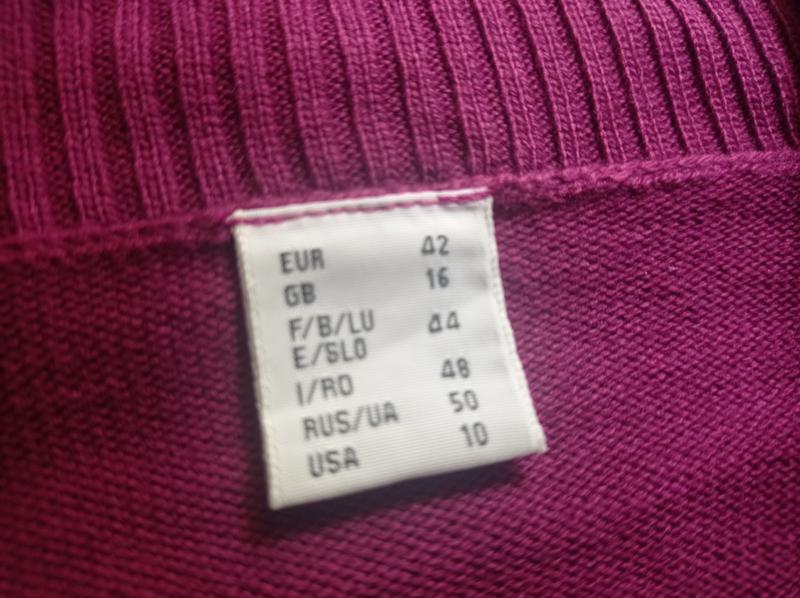 EUR 42
GB 16
F/B/LU 44
E/SLO
I/RO 48
RUS/UA 50
USA 10